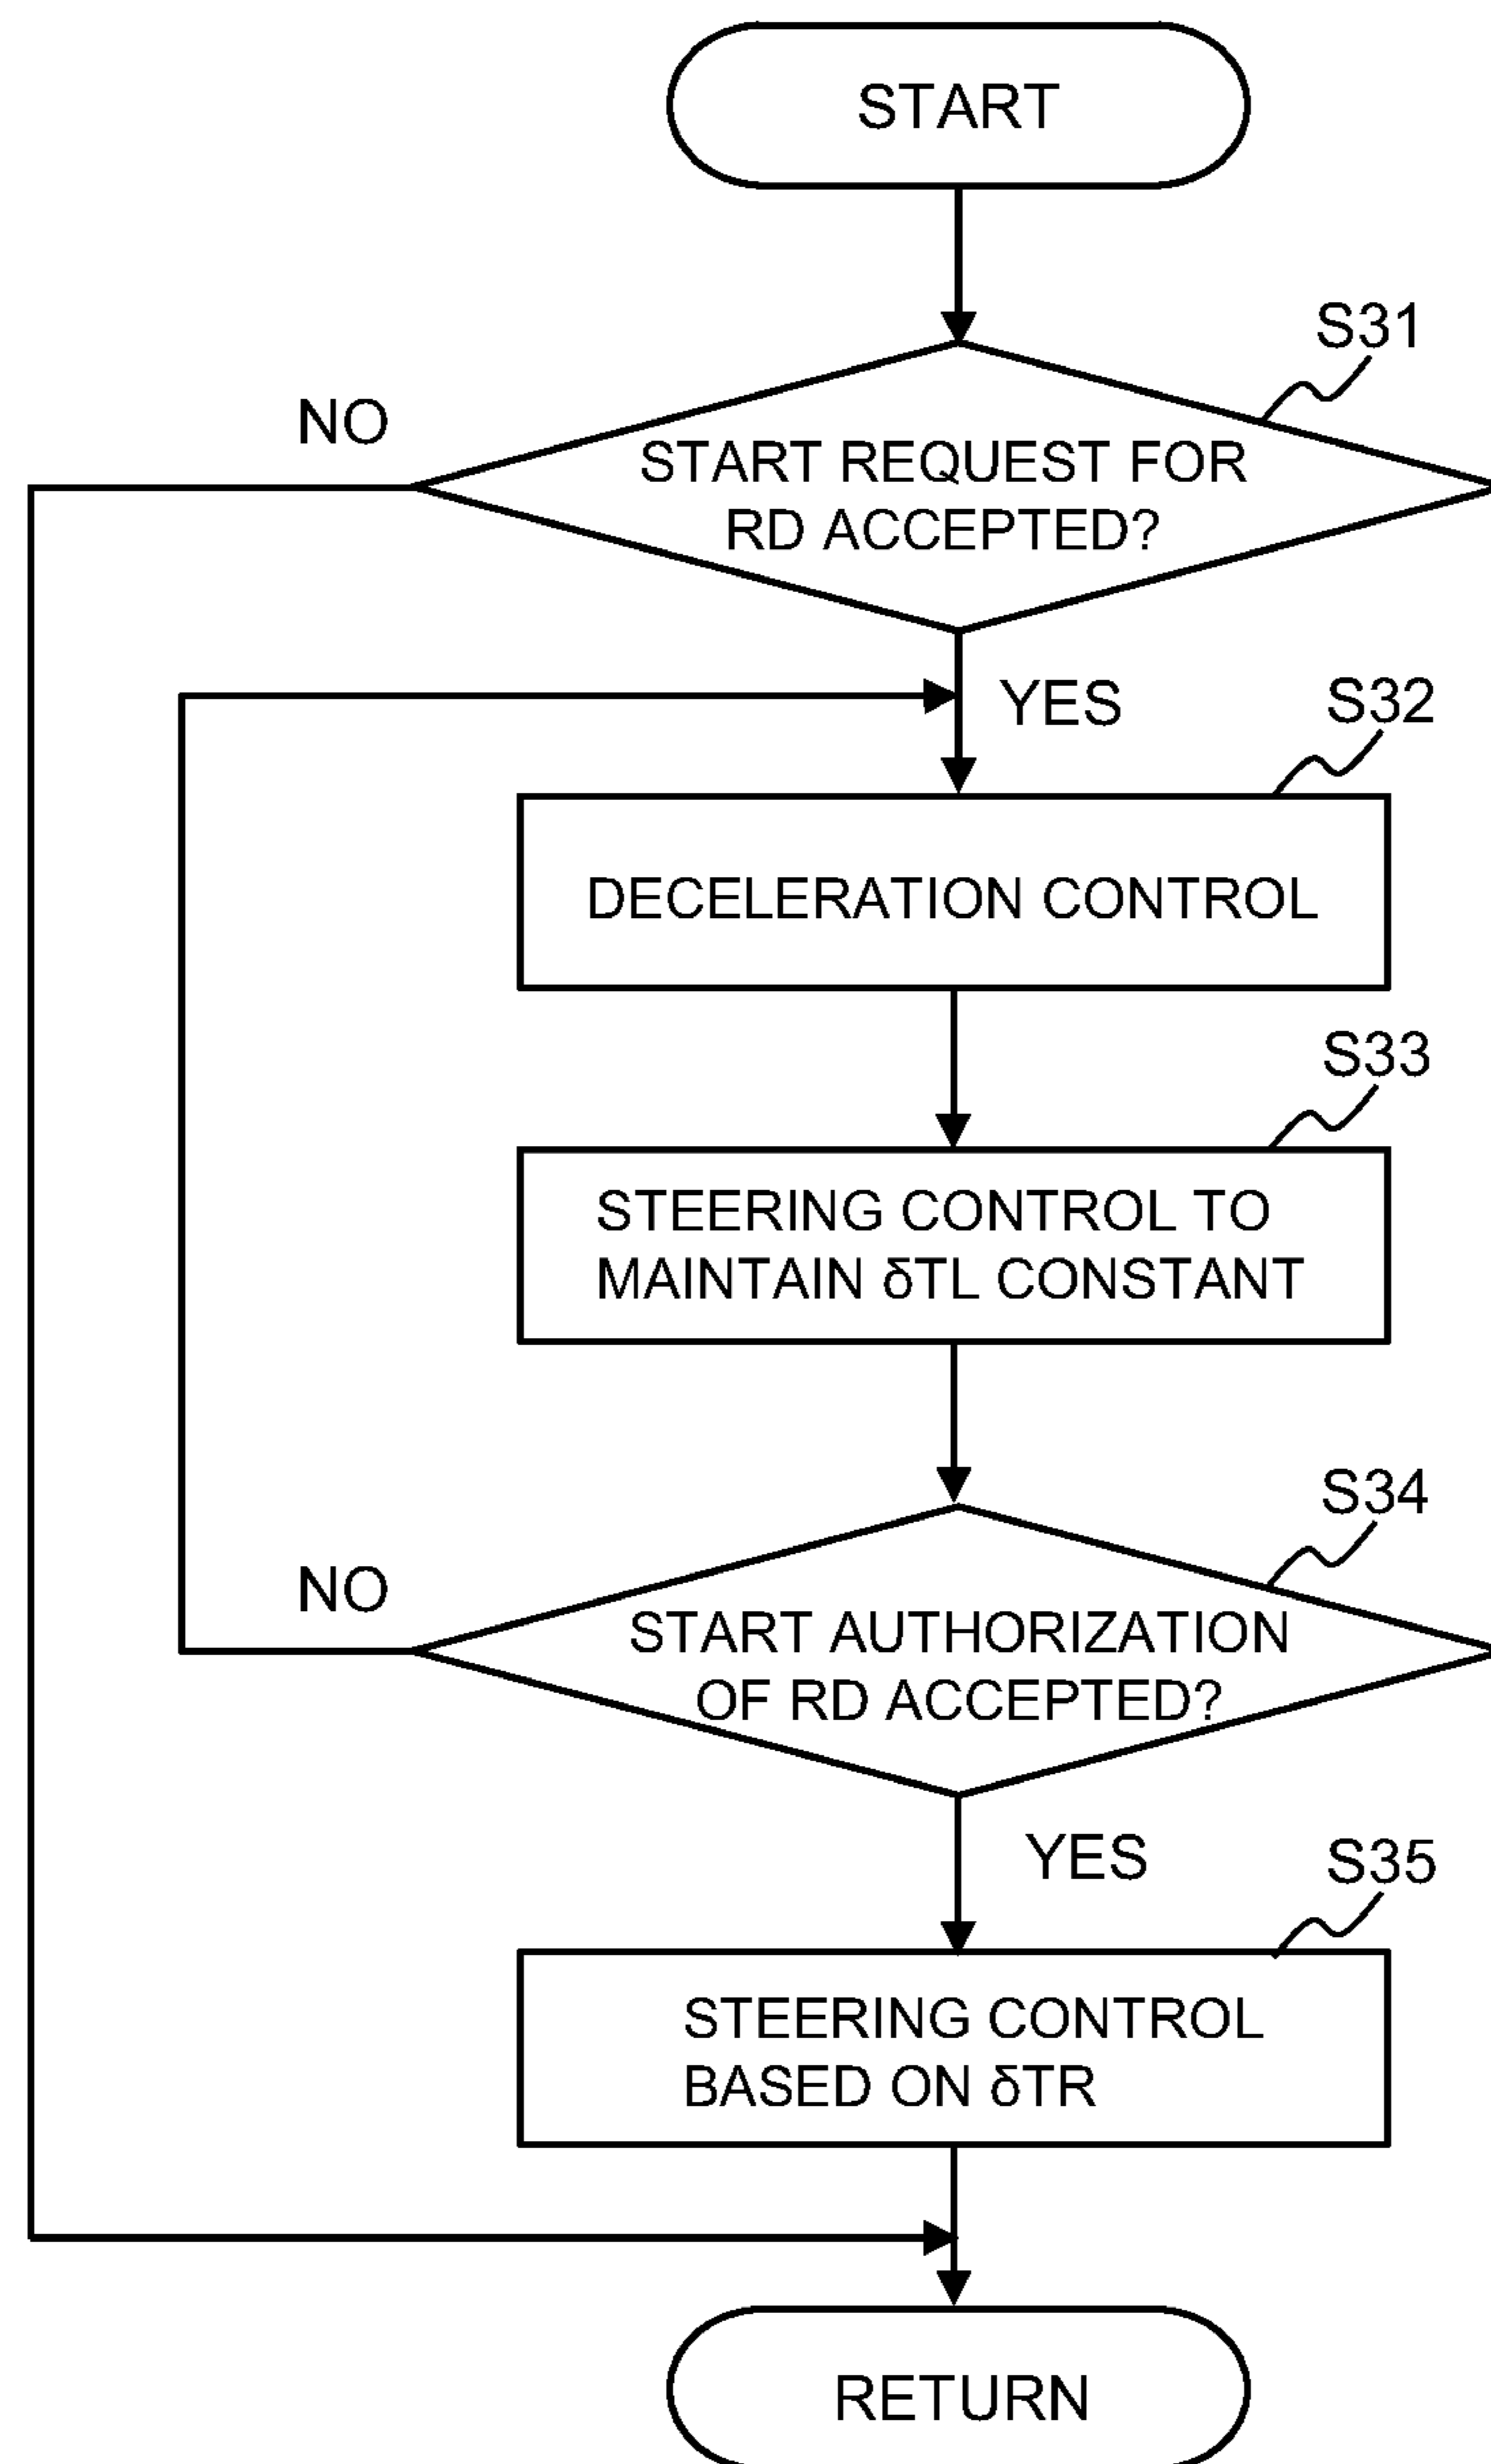 START
S31
NO
START REQUEST FOR
RD ACCEPTED?
YES
S32
DECELERATION CONTROL
S33
STEERING CONTROL TO
MAINTAIN δTL CONSTANT
S34
NO
START AUTHORIZATION
OF RD ACCEPTED?
YES
S35
STEERING CONTROL
BASED ON δTR
RETURN